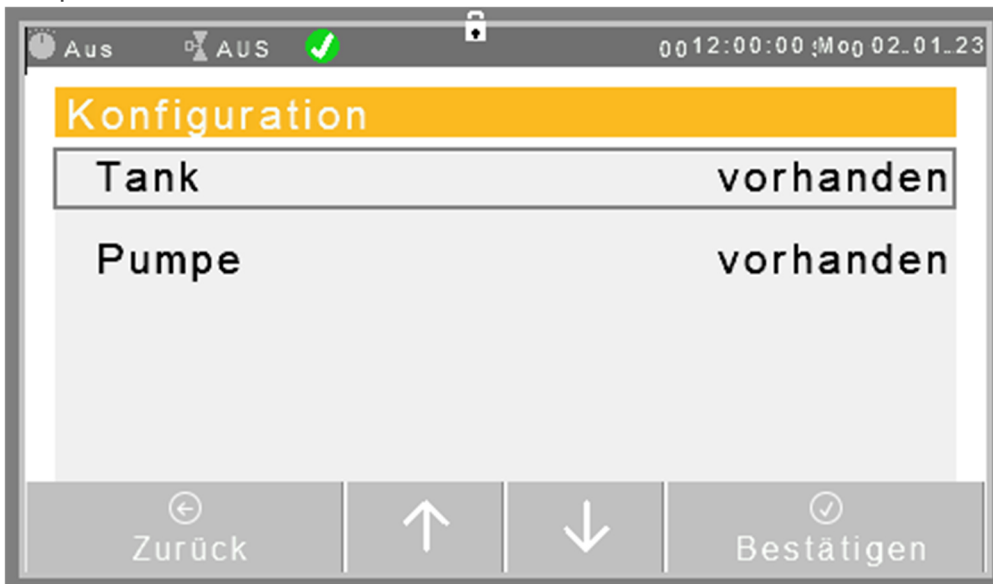 Aus AUS 0012:00:00 Mo 02.01.23
Konfiguration
Tank vorhanden
Pumpe vorhanden
Zurück Bestätigen